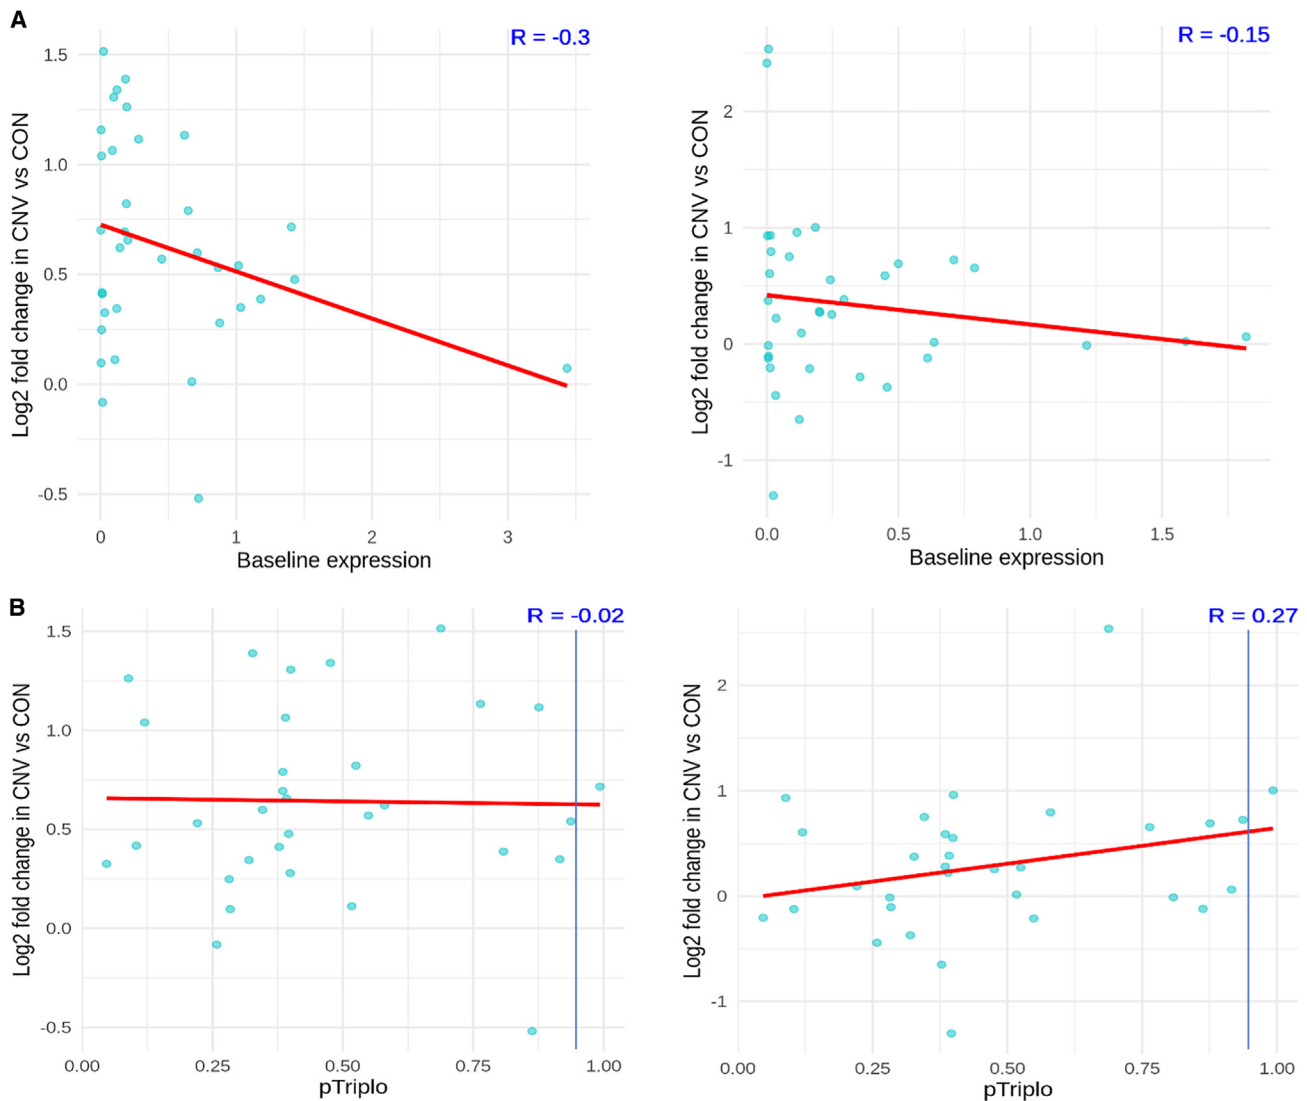 A
R = -0.3
Log2 fold change in CNV vs CON
1.5
1.0
0.5
0.0
-0.5
0 1 2 3
Baseline expression
R = -0.15
Log2 fold change in CNV vs CON
2
1
0
-1
0.0 0.5 1.0 1.5
Baseline expression
B
R = -0.02
Log2 fold change in CNV vs CON
1.5
1.0
0.5
0.0
-0.5
0.00 0.25 0.50 0.75 1.00
pTriplo
R = 0.27
Log2 fold change in CNV vs CON
2
1
0
-1
0.00 0.25 0.50 0.75 1.00
pTriplo